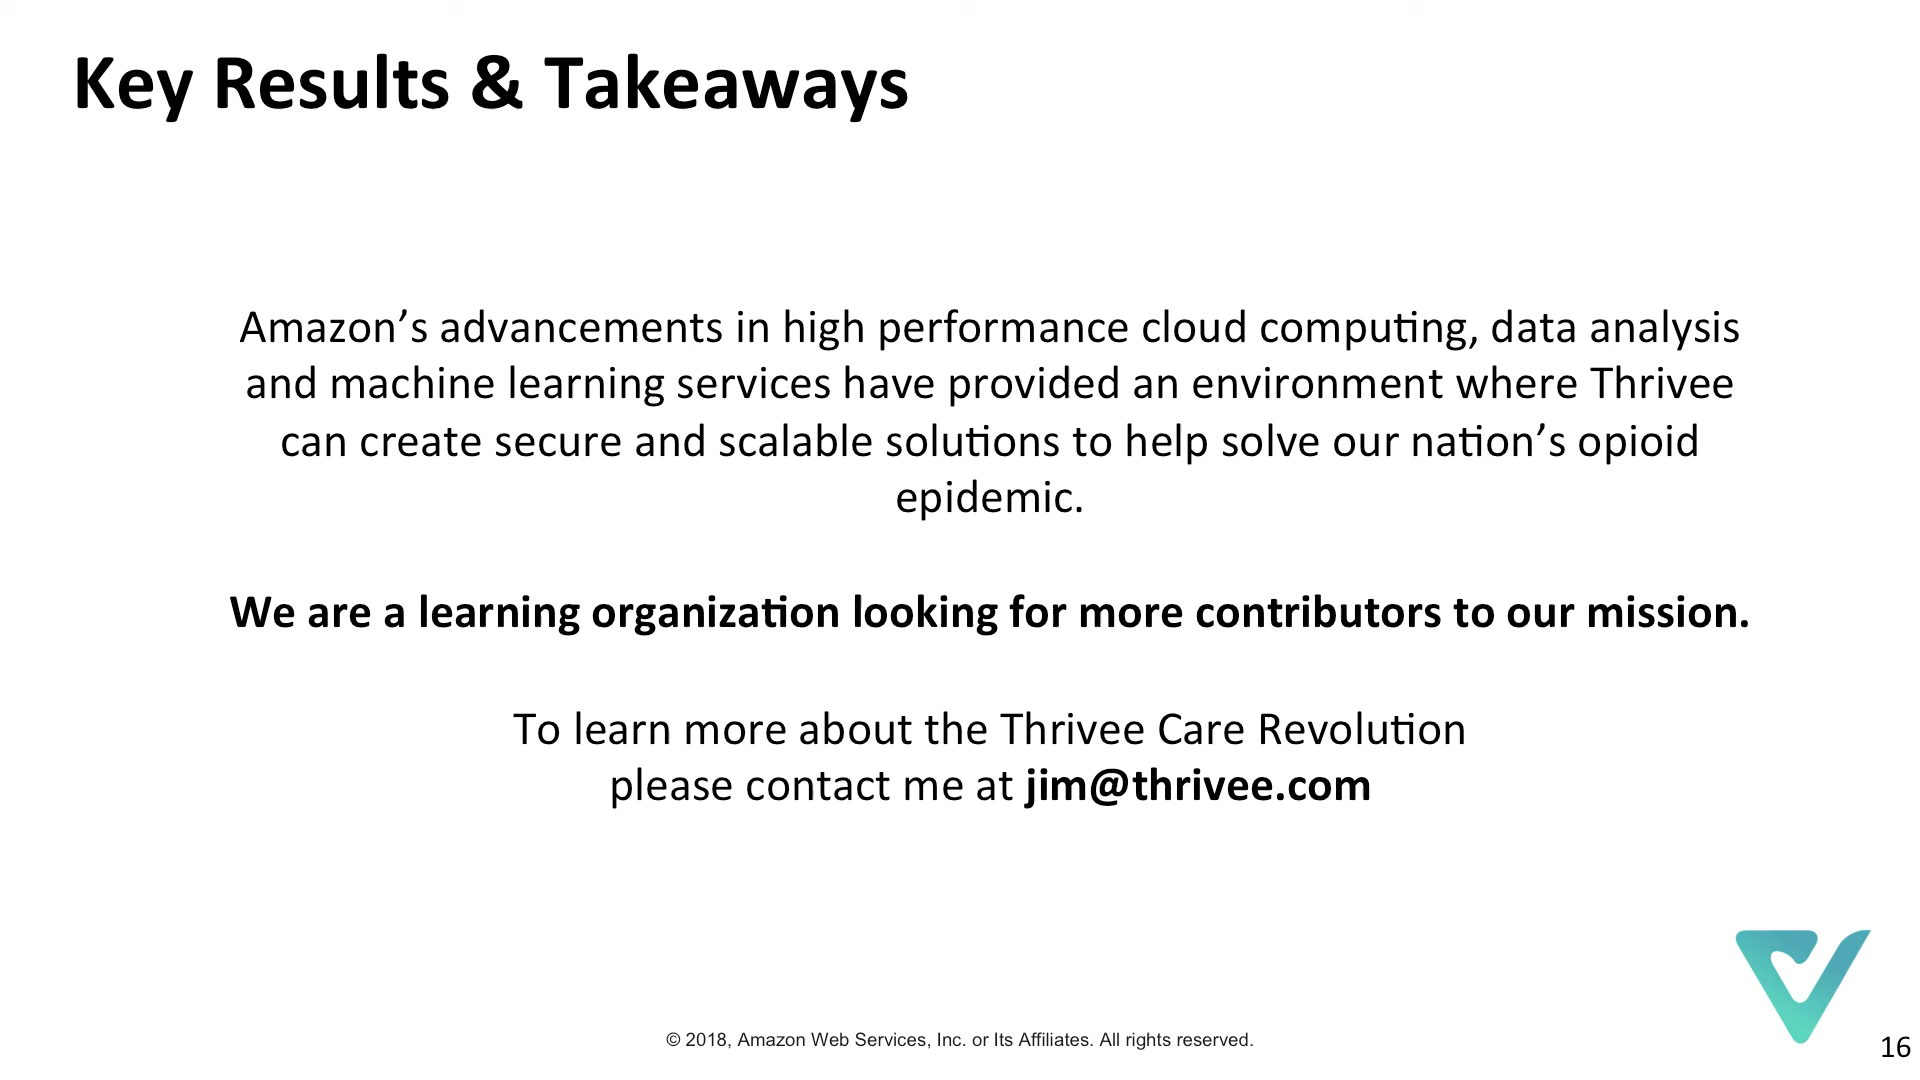 Key Results & Takeaways
Amazon’s advancements in high performance cloud computing, data analysis
and machine learning services have provided an environment where Thrivee
can create secure and scalable solutions to help solve our nation’s opioid
epidemic.
We are a learning organization looking for more contributors to our mission.
To learn more about the Thrivee Care Revolution
please contact me at jim@thrivee.com
© 2018, Amazon Web Services, Inc. or Its Affiliates. All rights reserved.
16